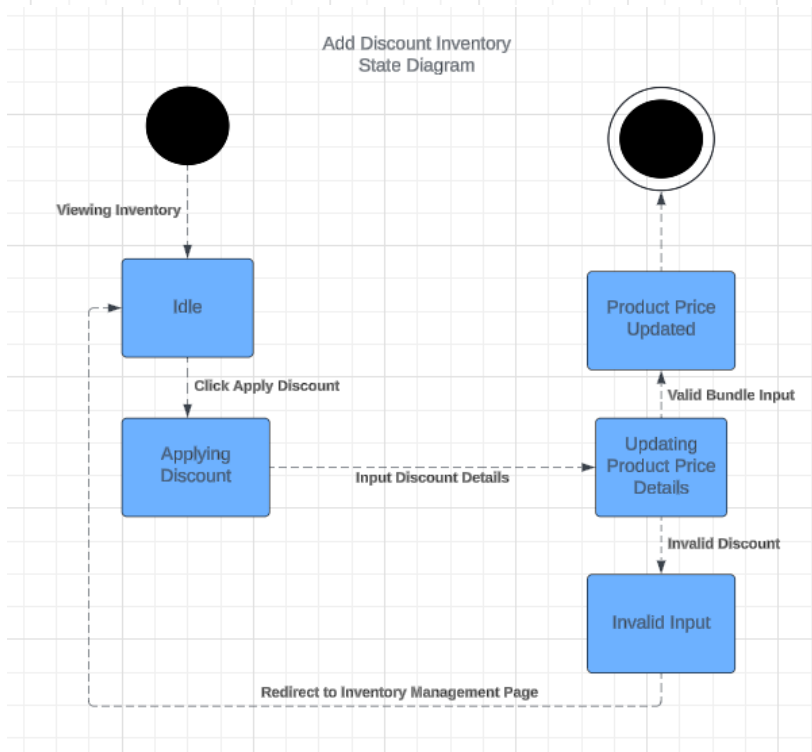 Add Discount Inventory
State Diagram
Viewing Inventory
Idle
Click Apply Discount
Applying
Discount
Input Discount Details
Updating
Product Price
Details
Valid Bundle Input
Product Price
Updated
Invalid Discount
Invalid Input
Redirect to Inventory Management Page